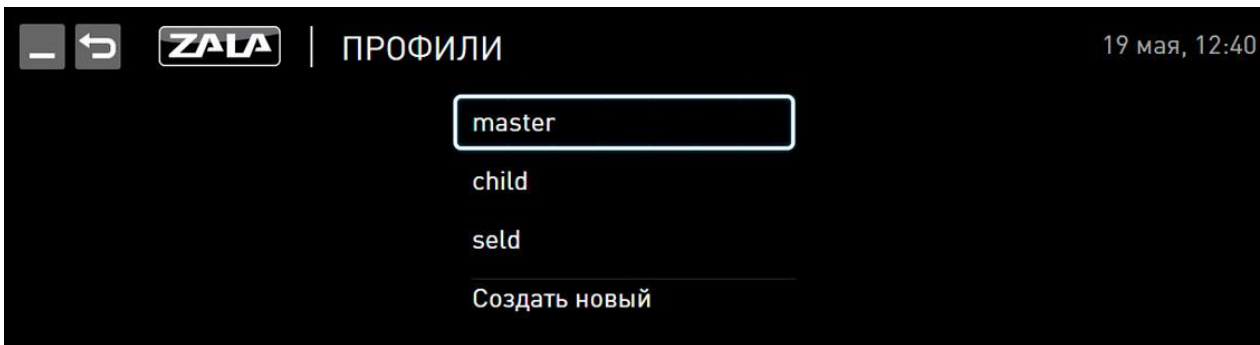 ZALA | ПРОФИЛИ 19 мая, 12:40
master
child
seld
Создать новый